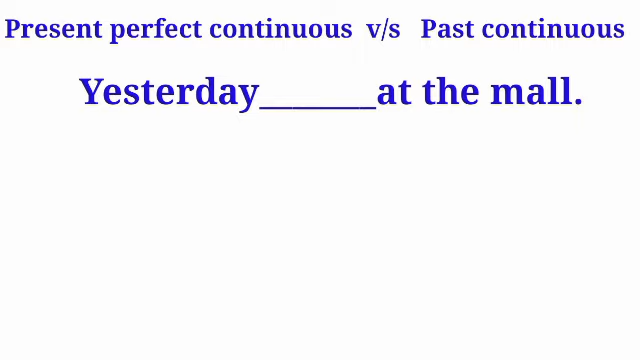 Present perfect continuous v/s Past continuous
Yesterday_______at the mall.